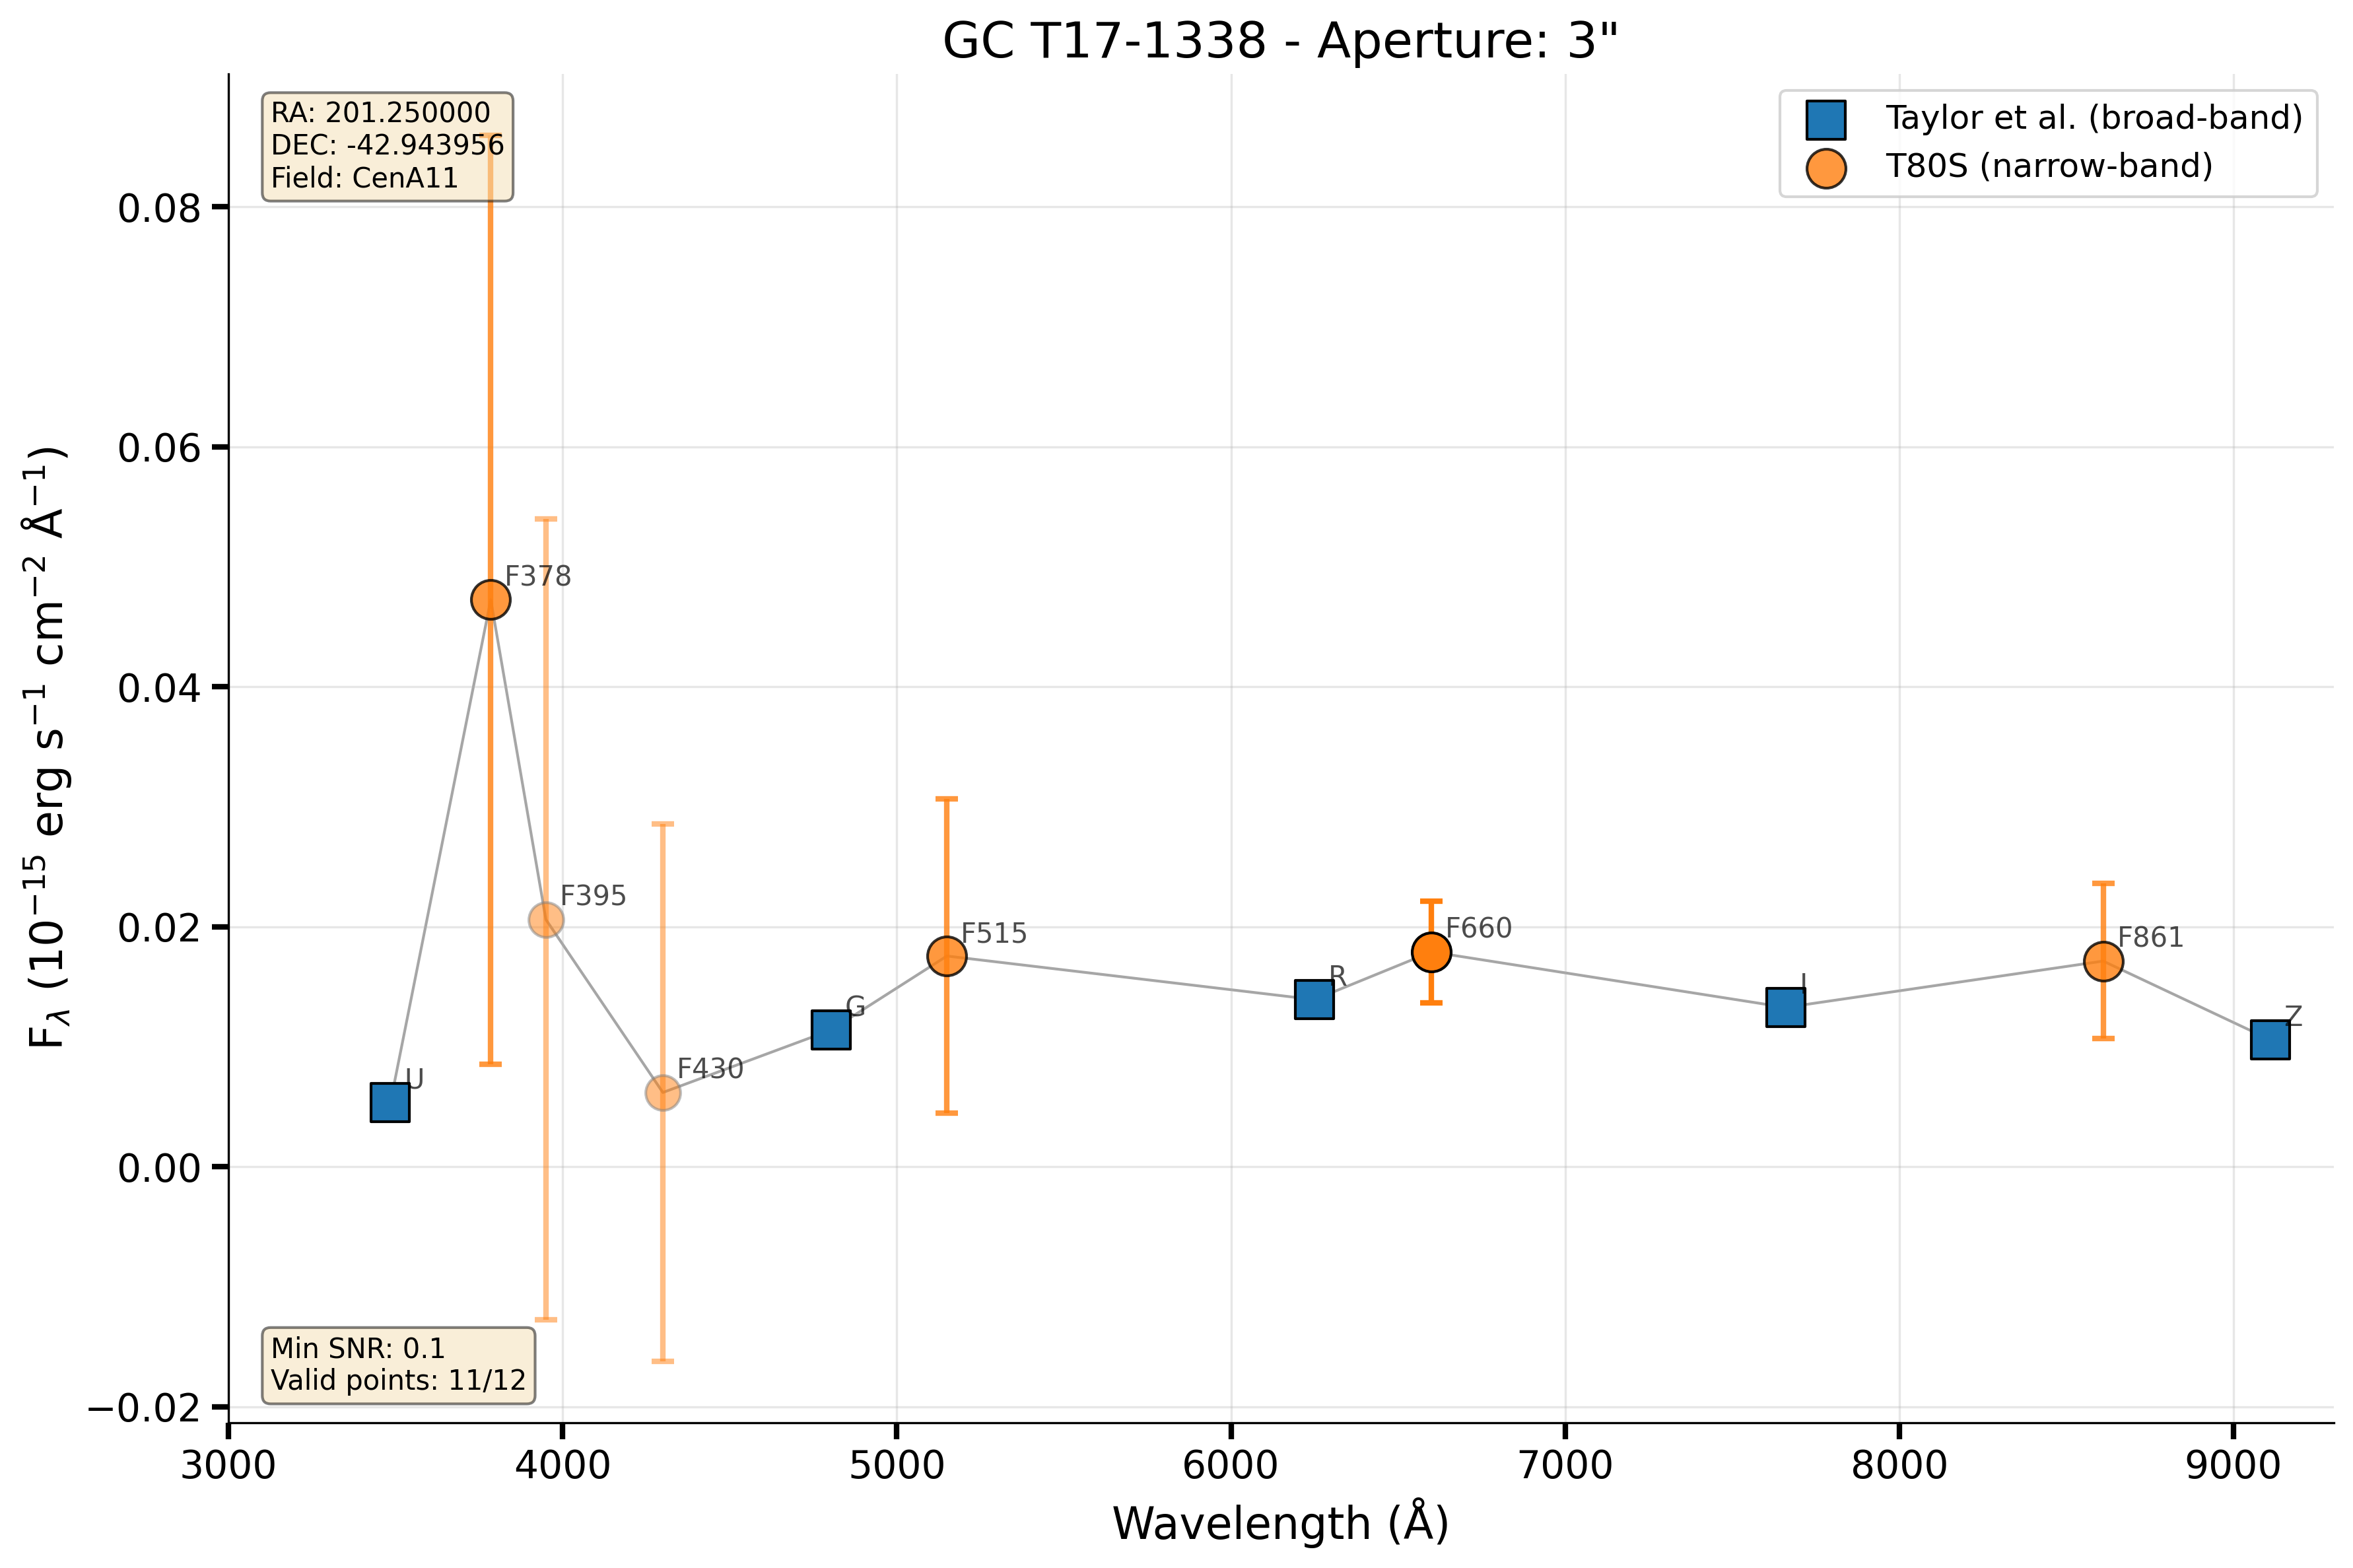 GC T17-1338 - Aperture: 3"
RA: 201.250000
DEC: -42.943956
Field: CenA11
Taylor et al. (broad-band)
T80S (narrow-band)
0.08
0.06
0.04
0.02
0.00
−0.02
F_λ (10⁻¹⁵ erg s⁻¹ cm⁻² Å⁻¹)
U
F378
F395
F430
G
F515
R
F660
I
F861
Z
Min SNR: 0.1
Valid points: 11/12
3000 4000 5000 6000 7000 8000 9000
Wavelength (Å)